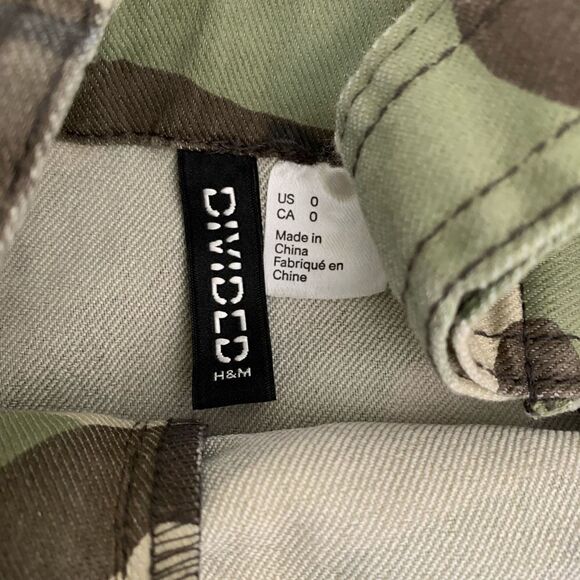 DIVIDED
H&M
US 0
CA 0
Made in
China
Fabriqué en
Chine